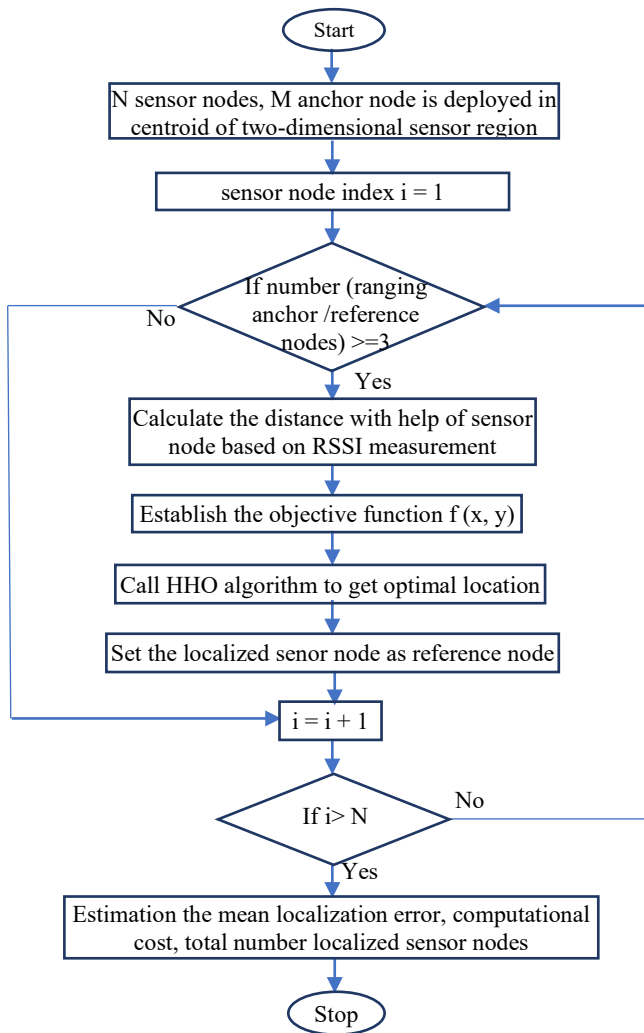 Start
N sensor nodes, M anchor node is deployed in
centroid of two-dimensional sensor region
sensor node index i = 1
If number (ranging
anchor /reference
nodes) >=3
No
Yes
Calculate the distance with help of sensor
node based on RSSI measurement
Establish the objective function f (x, y)
Call HHO algorithm to get optimal location
Set the localized senor node as reference node
i = i + 1
If i> N
No
Yes
Estimation the mean localization error, computational
cost, total number localized sensor nodes
Stop